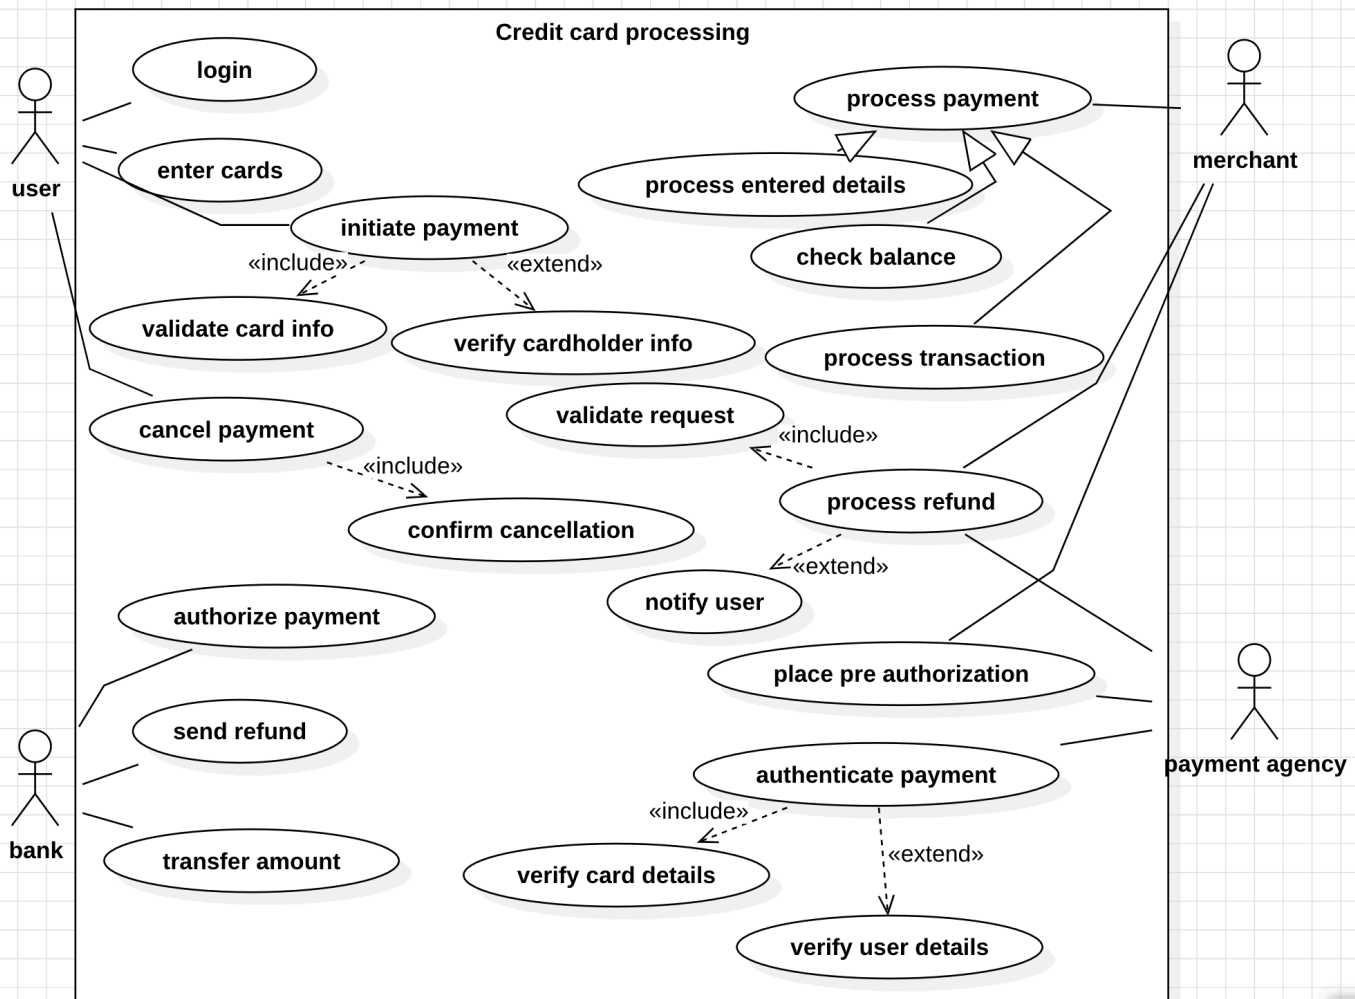 Credit card processing
login
process payment
merchant
enter cards
user
process entered details
initiate payment
check balance
«include»
«extend»
validate card info
verify cardholder info
process transaction
validate request
cancel payment
«include»
«include»
process refund
confirm cancellation
«extend»
notify user
authorize payment
place pre authorization
send refund
payment agency
authenticate payment
«include»
bank
«extend»
transfer amount
verify card details
verify user details